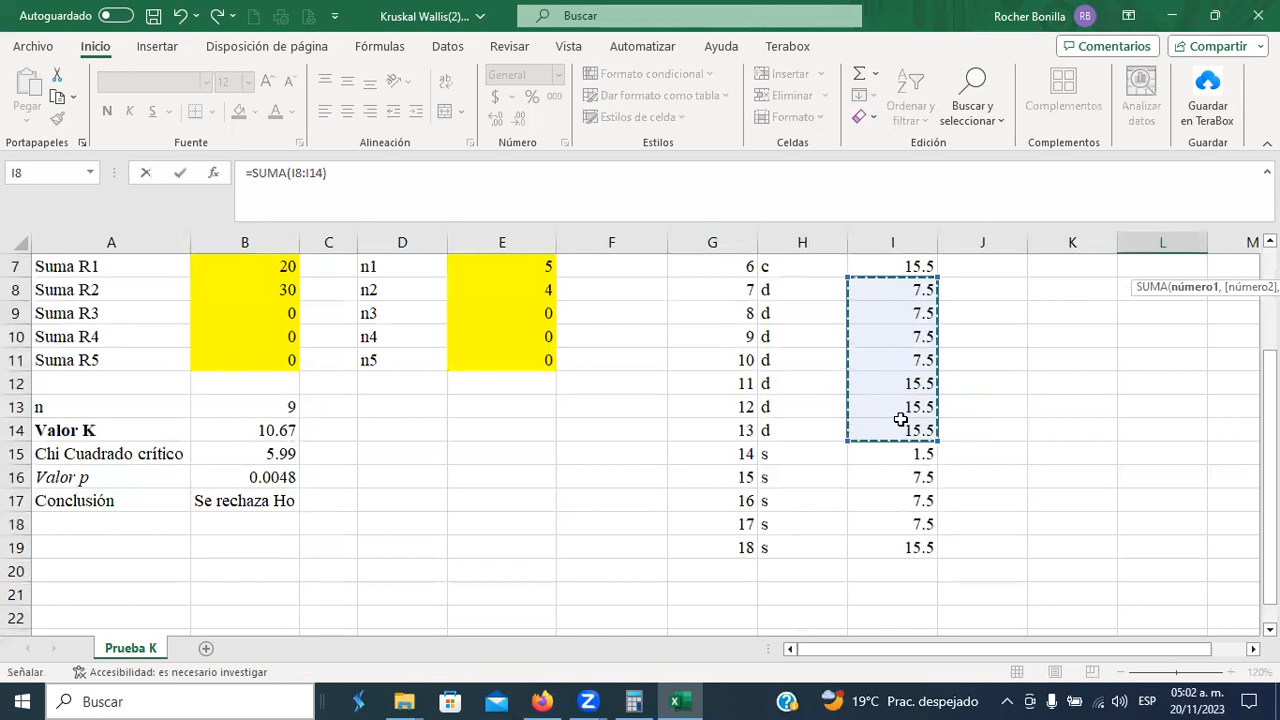 Autoguardado
Kruskal Wallis(2)...
Buscar
Rocher Bonilla
RB
Archivo
Inicio
Insertar
Disposición de página
Fórmulas
Datos
Revisar
Vista
Automatizar
Ayuda
Terabox
Comentarios
Compartir
Pegar
12
N K S
General
$ % 000
Formato condicional
Dar formato como tabla
Estilos de celda
Insertar
Eliminar
Formato
Ordenar y filtrar
Buscar y seleccionar
Complementos
Analizar datos
Guardar en TeraBox
Portapapeles
Fuente
Alineación
Número
Estilos
Celdas
Edición
Complementos
Guardar
I8
fx
=SUMA(I8:I14)
A B C D E F G H I J K L M
7 Suma R1 20 n1 5 6 c 15.5
8 Suma R2 30 n2 4 7 d 7.5
SUMA(número1, [número2],
9 Suma R3 0 n3 0 8 d 7.5
10 Suma R4 0 n4 0 9 d 7.5
11 Suma R5 0 n5 0 10 d 7.5
12 11 d 15.5
13 n 9 12 d 15.5
14 Valor K 10.67 13 d 15.5
15 Chi Cuadrado crítico 5.99 14 s 1.5
16 Valor p 0.0048 15 s 7.5
17 Conclusión Se rechaza Ho 16 s 7.5
18 17 s 7.5
19 18 s 15.5
20
21
22
Prueba K
Señalar
Accesibilidad: es necesario investigar
120%
Buscar
19°C Prac. despejado
ESP
05:02 a. m.
20/11/2023